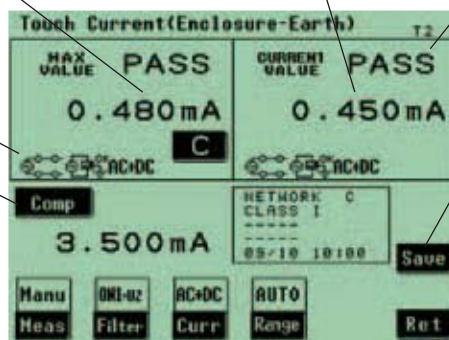 Touch Current(Enclosure-Earth) T2
MAX VALUE PASS
0.480mA
C
AC+DC
CURRENT VALUE PASS
0.450mA
AC+DC
Comp
3.500mA
NETWORK C
CLASS I
-----
-----
09/10 10:00
Save
Manu AC+DC AUTO
Meas Filter Curr Range Ret